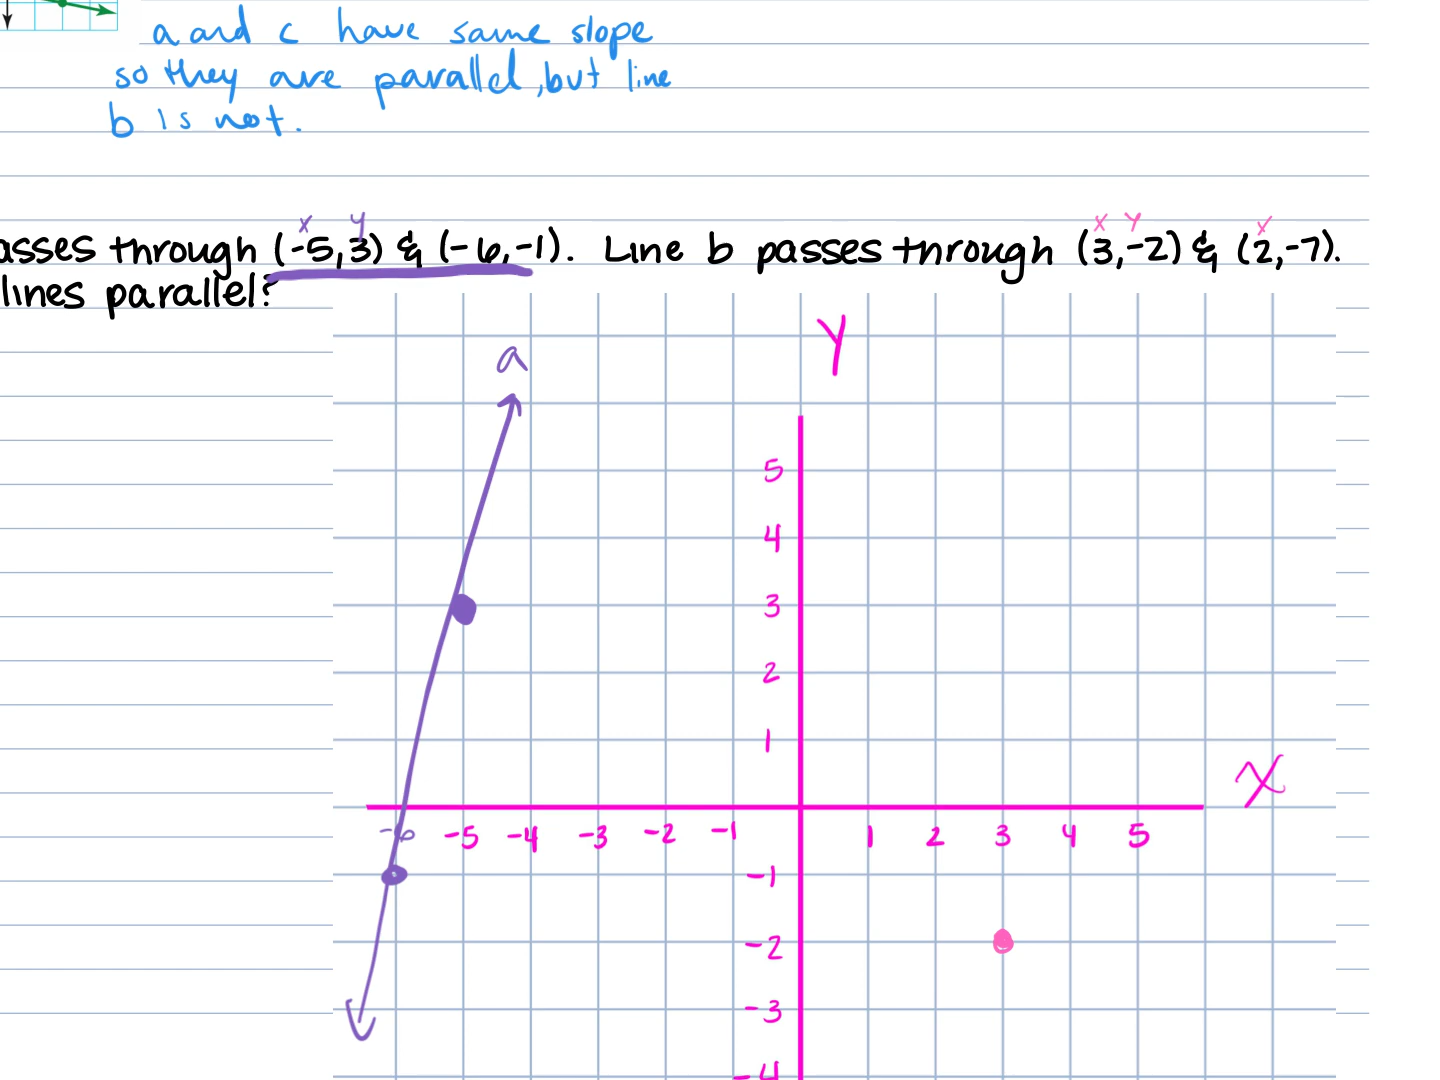 a and c have same slope
so they are parallel, but line
b is not.
x y x y x
asses through (-5,3) & (-6,-1). Line b passes through (3,-2) & (2,-7).
lines parallel?
y
a
5
4
3
2
1
x
-6 -5 -4 -3 -2 -1 1 2 3 4 5
-1
-2
-3
-4